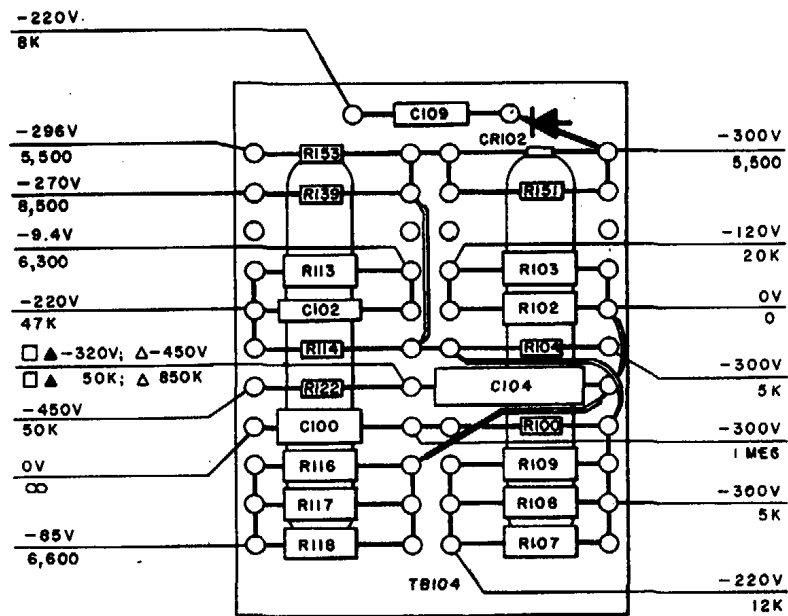 -220V
8K
C109
CR102
-296V
5,500
R153
-300V
5,500
-270V
8,500
R139
R151
-9.4V
6,300
-120V
20K
R113
R103
-220V
47K
C102
R102
0V
0
□ ▲ -320V; △ -450V
□ ▲ 50K; △ 850K
R114
R104
-300V
5K
R122
C104
-450V
50K
C100
R100
-300V
1 MEG
0V
∞
R116
R109
R117
R108
-360V
5K
-85V
6,600
R118
R107
TB104
-220V
12K